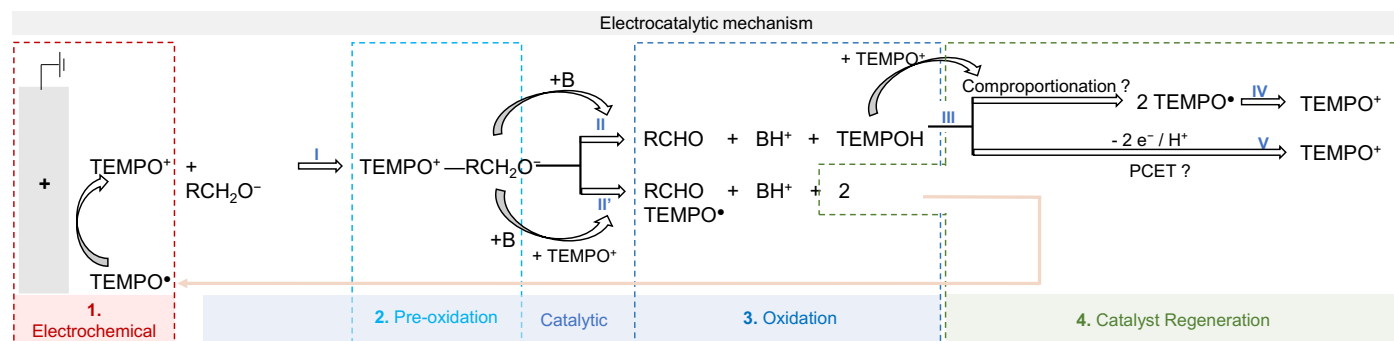 Electrocatalytic mechanism
+ TEMPO⁺
+B
Comproportionation ?
2 TEMPO•
IV
TEMPO⁺
II
III
RCHO + BH⁺ + TEMPOH
- 2 e⁻ / H⁺
V
TEMPO⁺
PCET ?
+
TEMPO⁺ +
RCH₂O⁻
I
TEMPO⁺ —RCH₂O⁻
RCHO + BH⁺ + 2
TEMPO•
II'
+B
+ TEMPO⁺
TEMPO•
1.
Electrochemical
2. Pre-oxidation
Catalytic
3. Oxidation
4. Catalyst Regeneration